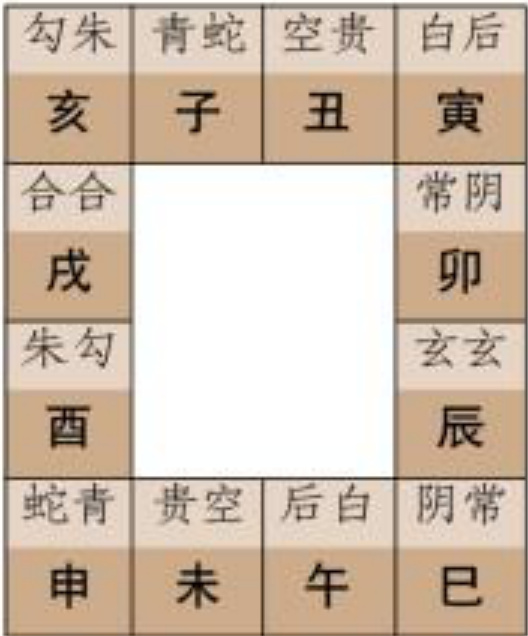 勾朱 青蛇 空贵 白后
亥 子 丑 寅
合合 常阴
戌 卯
朱勾 玄玄
酉 辰
蛇青 贵空 后白 阴常
申 未 午 巳